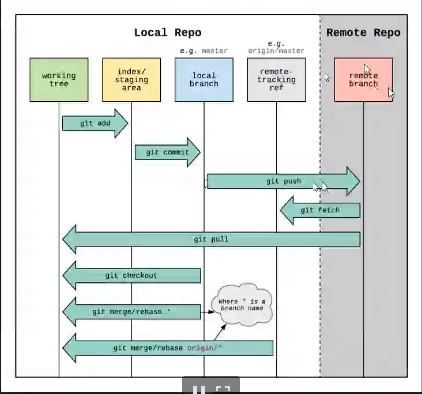 Local Repo
Remote Repo
e.g. master
e.g.
origin/master
working
tree
index/
staging
area
local
branch
remote-
tracking
ref
remote
branch
git add
git commit
git push
git fetch
git pull
git checkout
where * is a
branch name
git merge/rebase *
git merge/rebase origin/*